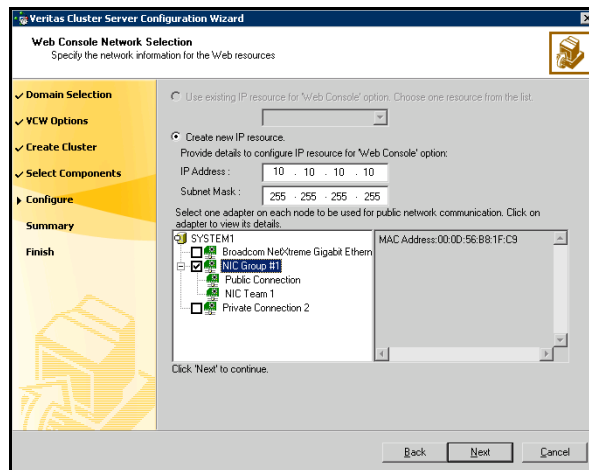 Veritas Cluster Server Configuration Wizard
Web Console Network Selection
Specify the network information for the Web resources
Domain Selection
VCW Options
Create Cluster
Select Components
Configure
Summary
Finish
Use existing IP resource for 'Web Console' option. Choose one resource from the list.
Create new IP resource.
Provide details to configure IP resource for 'Web Console' option:
IP Address : 10 . 10 . 10 . 10
Subnet Mask : 255 . 255 . 255 . 255
Select one adapter on each node to be used for public network communication. Click on
adapter to view its details.
SYSTEM1
Broadcom NetXtreme Gigabit Ethern
NIC Group #1
Public Connection
NIC Team 1
Private Connection 2
MAC Address:00:0D:56:B8:1F:C9
Click 'Next' to continue.
Back Next Cancel